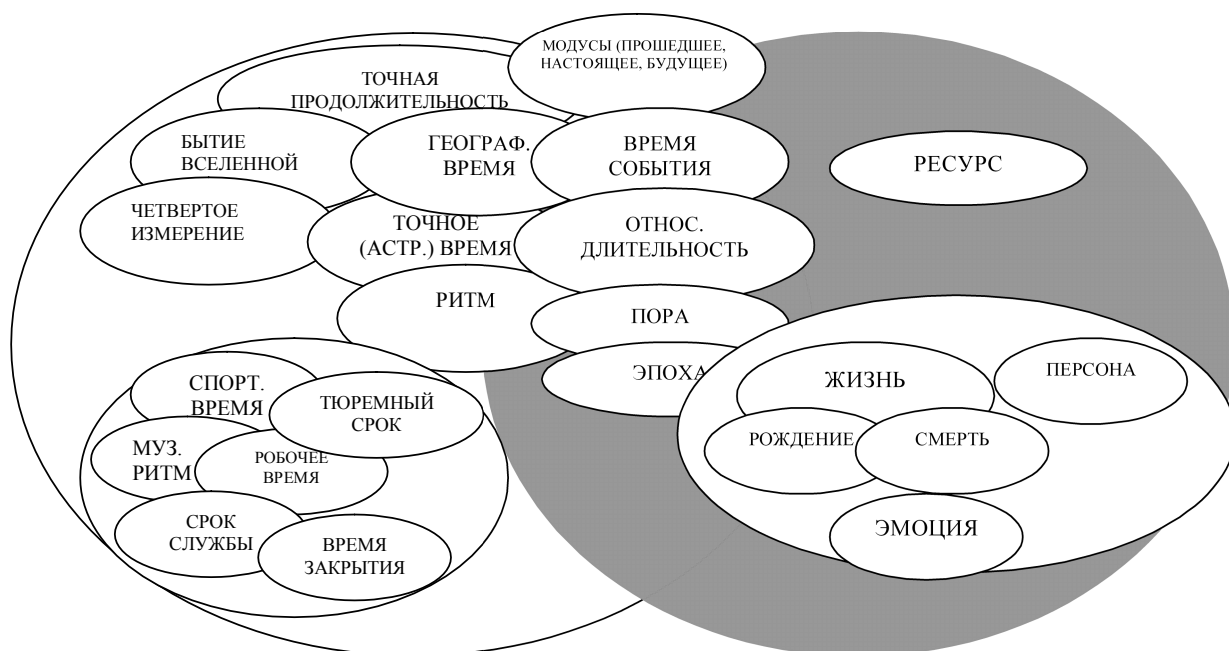 МОДУСЫ (ПРОШЕДШЕЕ,
НАСТОЯЩЕЕ, БУДУЩЕЕ)
ТОЧНАЯ
ПРОДОЛЖИТЕЛЬНОСТЬ
БЫТИЕ
ВСЕЛЕННОЙ
ГЕОГРАФ.
ВРЕМЯ
ВРЕМЯ
СОБЫТИЯ
РЕСУРС
ЧЕТВЕРТОЕ
ИЗМЕРЕНИЕ
ТОЧНОЕ
(АСТР.) ВРЕМЯ
ОТНОС.
ДЛИТЕЛЬНОСТЬ
РИТМ
ПОРА
ЭПОХА
СПОРТ.
ВРЕМЯ
ТЮРЕМНЫЙ
СРОК
МУЗ.
РИТМ
РОБОЧЕЕ
ВРЕМЯ
СРОК
СЛУЖБЫ
ВРЕМЯ
ЗАКРЫТИЯ
ЖИЗНЬ
ПЕРСОНА
РОЖДЕНИЕ
СМЕРТЬ
ЭМОЦИЯ